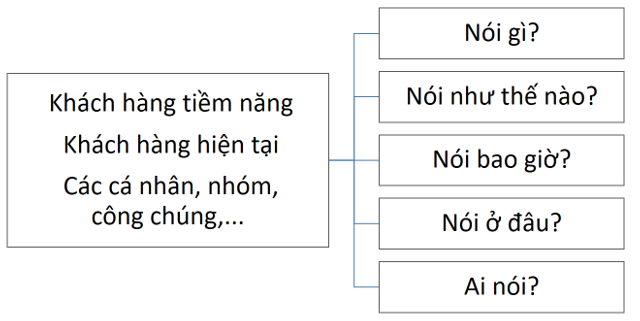 Khách hàng tiềm năng
Khách hàng hiện tại
Các cá nhân, nhóm,
công chúng,...
Nói gì?
Nói như thế nào?
Nói bao giờ?
Nói ở đâu?
Ai nói?